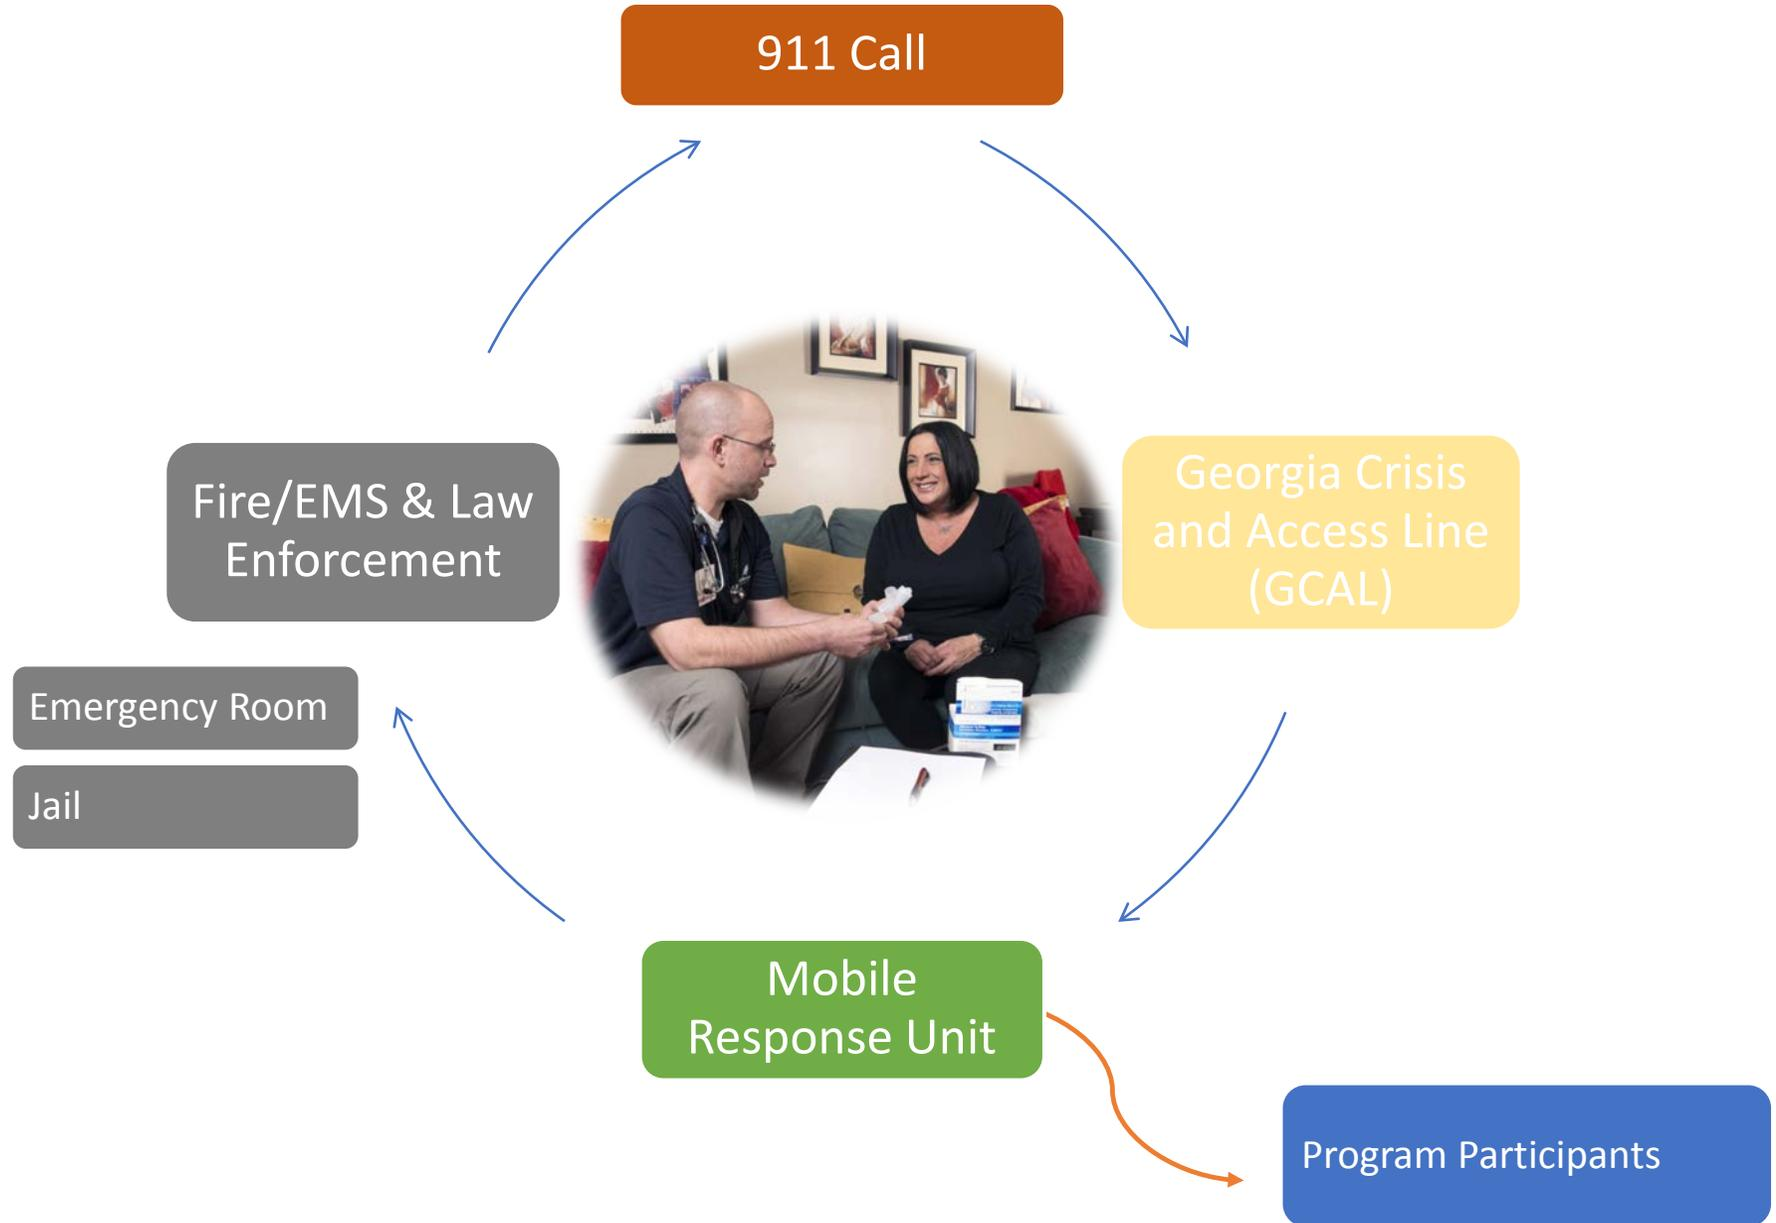 911 Call
Fire/EMS & Law
Enforcement
Georgia Crisis
and Access Line
(GCAL)
Emergency Room
Jail
Mobile
Response Unit
Program Participants